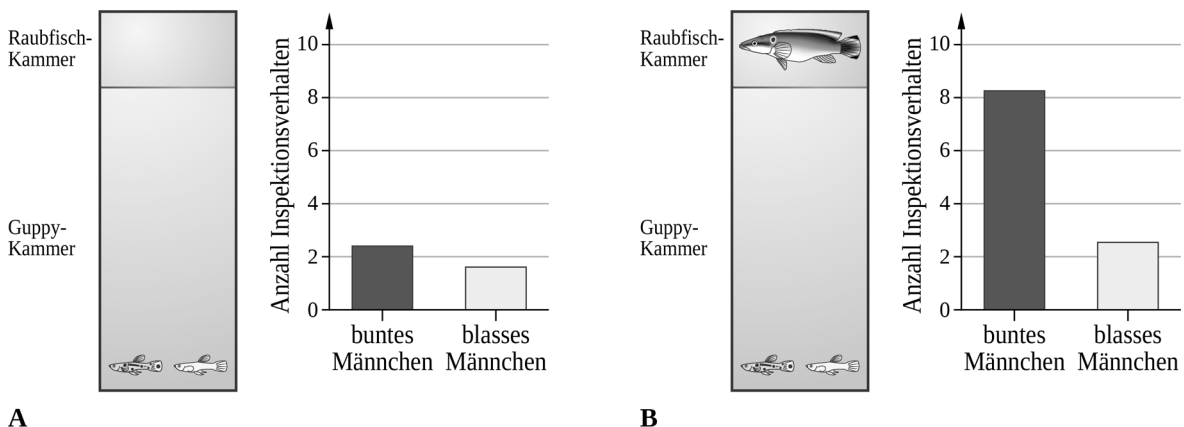 Raubfisch-
Kammer
Guppy-
Kammer
Anzahl Inspektionsverhalten
10
8
6
4
2
0
buntes
Männchen
blasses
Männchen
A
Raubfisch-
Kammer
Guppy-
Kammer
Anzahl Inspektionsverhalten
10
8
6
4
2
0
buntes
Männchen
blasses
Männchen
B